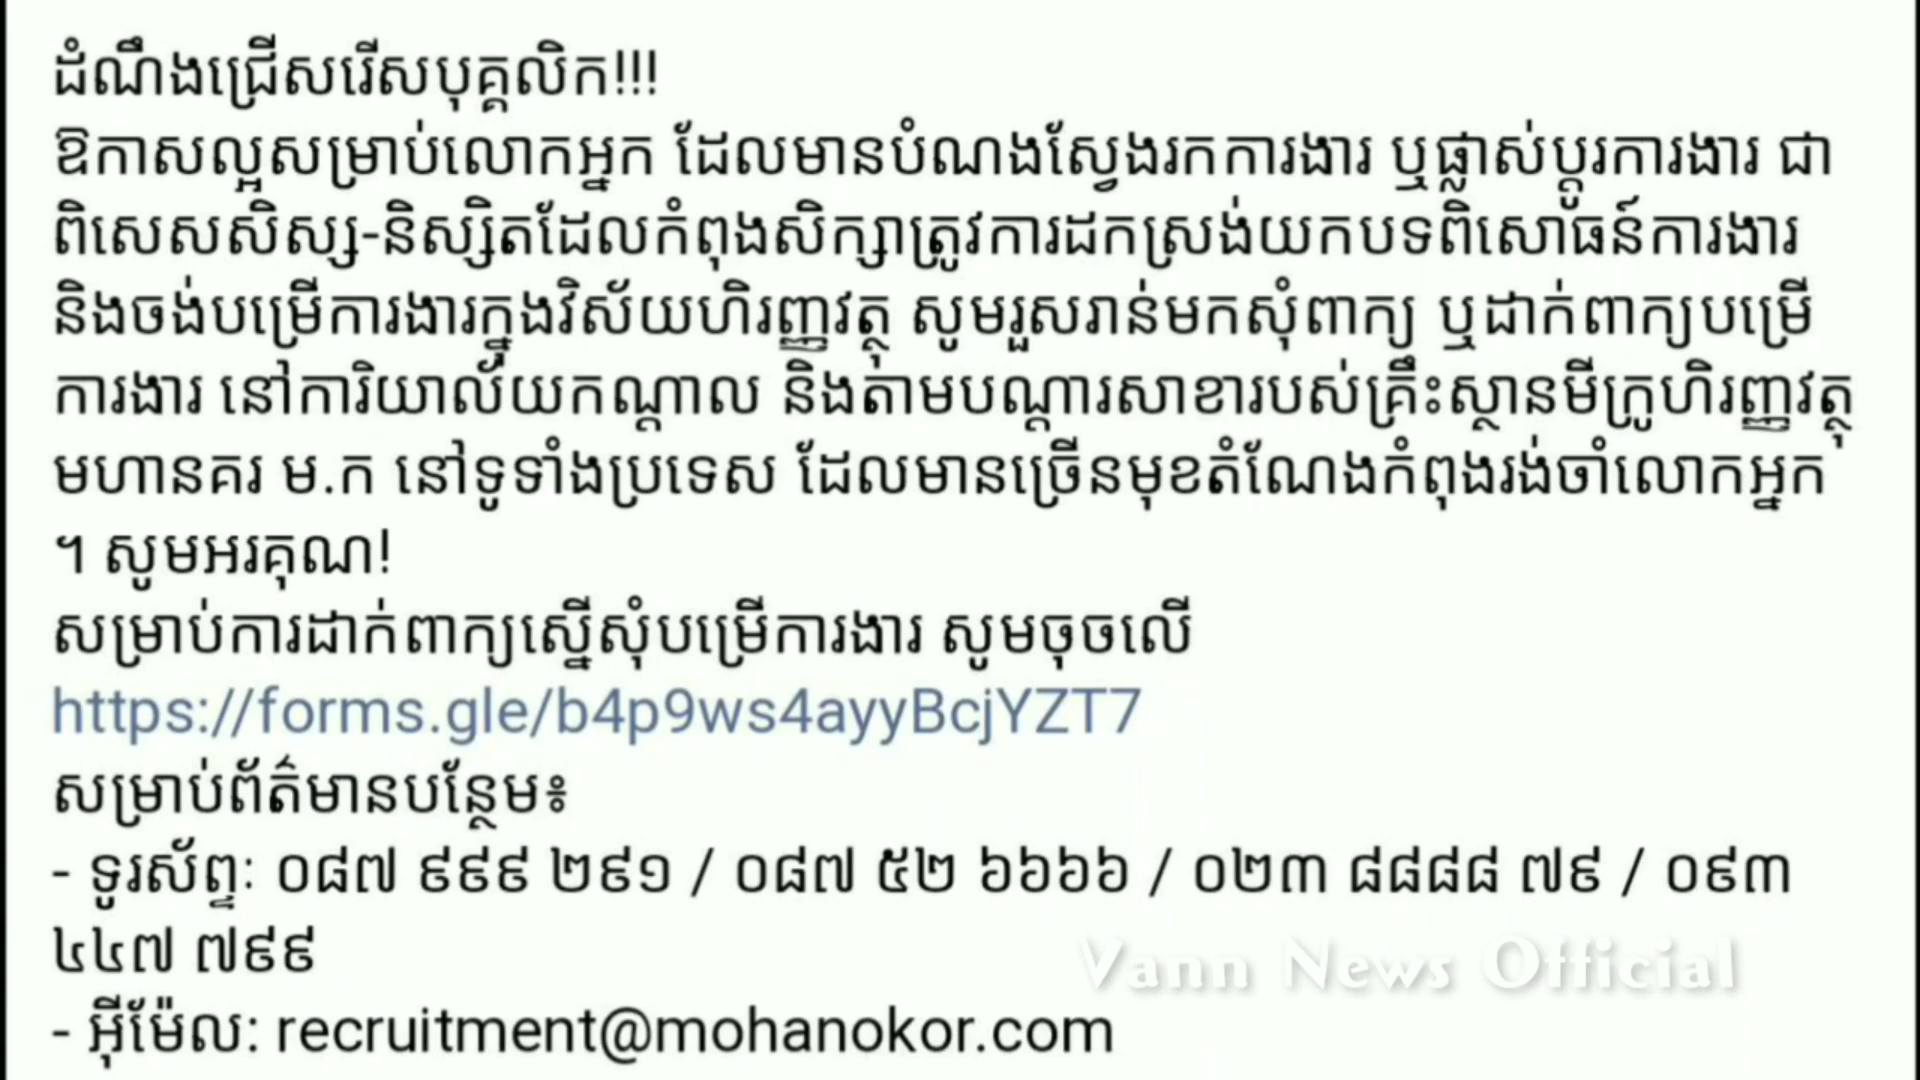 ដំណឹងជ្រើសរើសបុគ្គលិក!!!
ឱកាសល្អសម្រាប់លោកអ្នក ដែលមានបំណងស្វែងរកការងារ ឬផ្លាស់ប្តូរការងារ ជា
ពិសេសសិស្ស-និស្សិតដែលកំពុងសិក្សាត្រូវការដកស្រង់យកបទពិសោធន៍ការងារ
និងចង់បម្រើការងារក្នុងវិស័យហិរញ្ញវត្ថុ សូមរួសរាន់មកសុំពាក្យ ឬដាក់ពាក្យបម្រើ
ការងារ នៅការិយាល័យកណ្តាល និងតាមបណ្តារសាខារបស់គ្រឹះស្ថានមីក្រូហិរញ្ញវត្ថុ
មហានគរ ម.ក នៅទូទាំងប្រទេស ដែលមានច្រើនមុខតំណែងកំពុងរង់ចាំលោកអ្នក
។ សូមអរគុណ!
សម្រាប់ការដាក់ពាក្យស្នើសុំបម្រើការងារ សូមចុចលើ
https://forms.gle/b4p9ws4ayyBcjYZT7
សម្រាប់ព័ត៌មានបន្ថែម៖
- ទូរស័ព្ទ: ០៨៧ ៩៩៩ ២៩១ / ០៨៧ ៥២ ៦៦៦៦ / ០២៣ ៨៨៨៨ ៧៩ / ០៩៣
៤៤៧ ៧៩៩
Vann News Official
- អ៊ីម៉ែល: recruitment@mohanokor.com